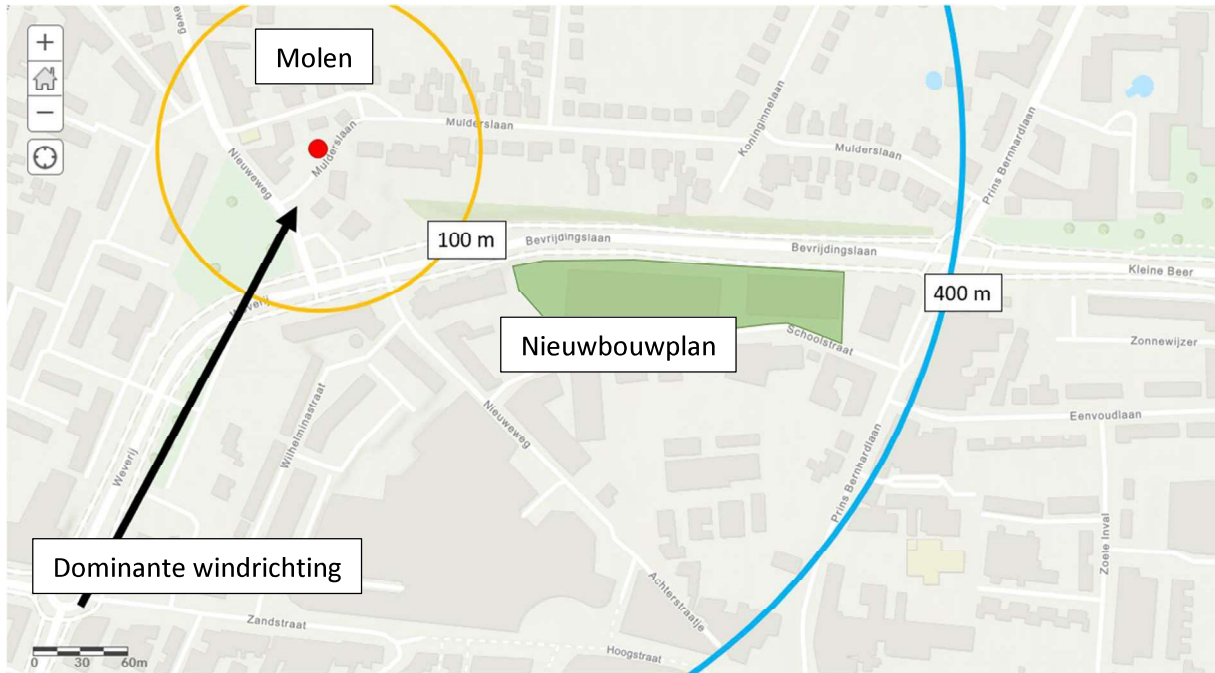 +
−
eweg
Molen
Mulderslaan
Mulderslaan
Nieuweweg
Koninginnelaan
Mulderslaan
Prins Bernhardlaan
100 m
Bevrijdingslaan
Bevrijdingslaan
Kleine Beer
400 m
Weverij
Nieuwbouwplan
Schoolstraat
Zonnewijzer
Wilhelminastraat
Nieuweweg
Eenvoudlaan
Weverij
Prins Bernhardlaan
Zoete Inval
Dominante windrichting
Achterstraatje
Zandstraat
Hoogstraat
0 30 60m